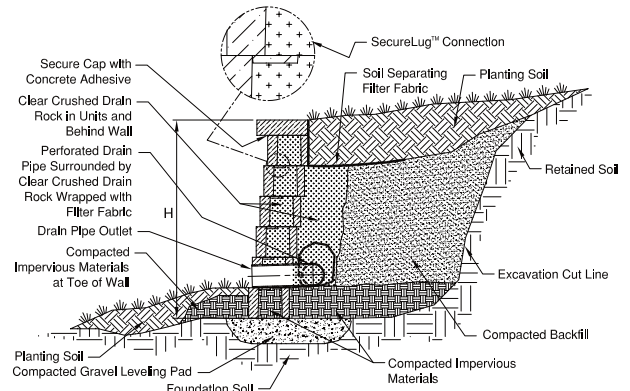 SecureLug™ Connection
Secure Cap with
Concrete Adhesive
Soil Separating
Filter Fabric
Planting Soil
Clear Crushed Drain
Rock in Units and
Behind Wall
Perforated Drain
Pipe Surrounded by
Clear Crushed Drain
Rock Wrapped with
Filter Fabric
Retained Soil
H
Drain Pipe Outlet
Compacted
Impervious Materials
at Toe of Wall
Excavation Cut Line
Compacted Backfill
Planting Soil
Compacted Gravel Leveling Pad
Compacted Impervious
Materials
Foundation Soil